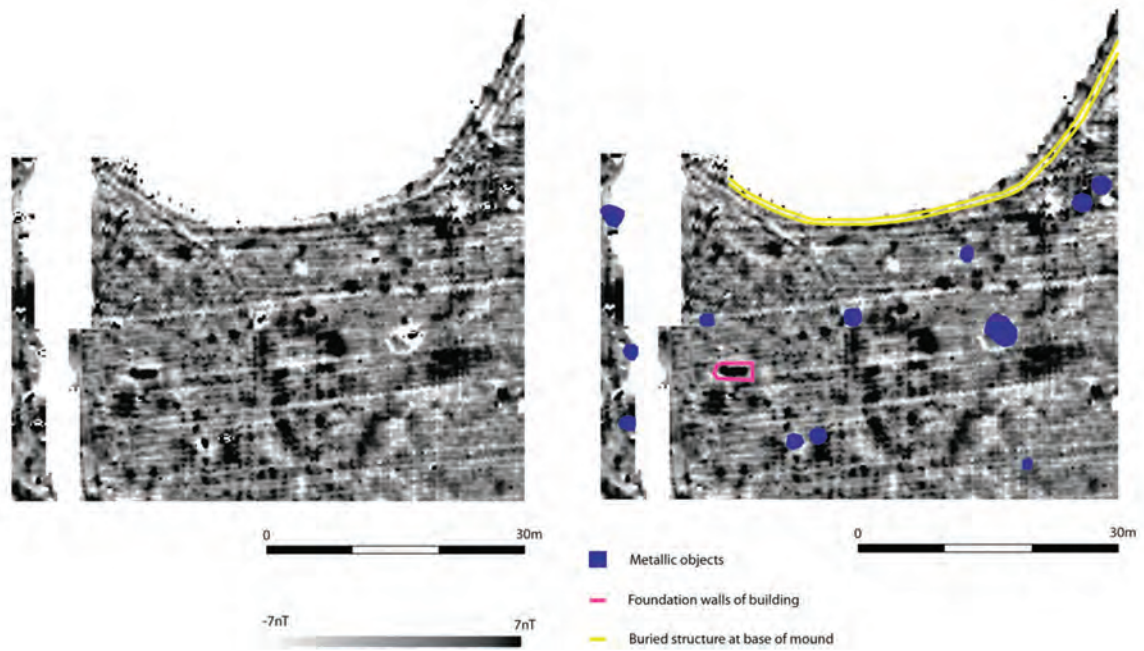 0 30m
0 30m
Metallic objects
Foundation walls of building
-7nT 7nT
Buried structure at base of mound